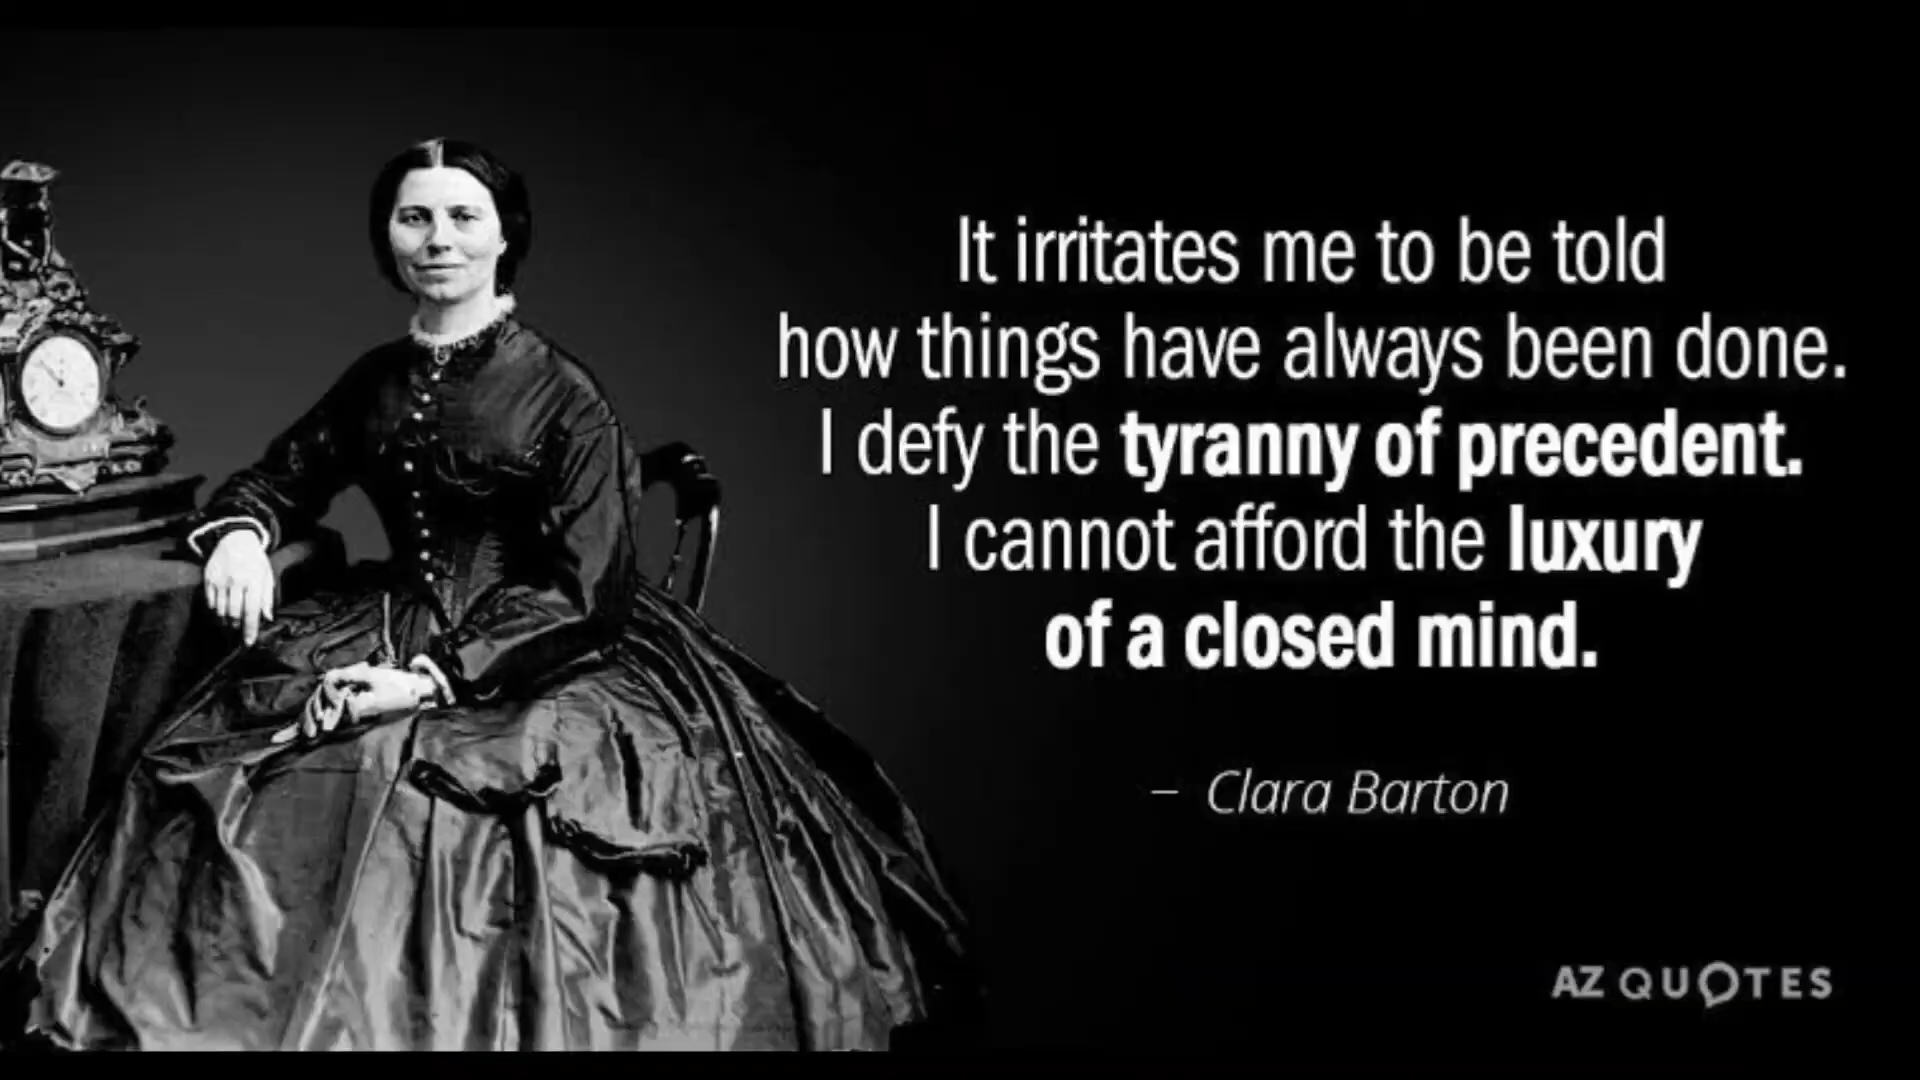 It irritates me to be told
how things have always been done.
I defy the tyranny of precedent.
I cannot afford the luxury
of a closed mind.
– Clara Barton
AZ QUOTES